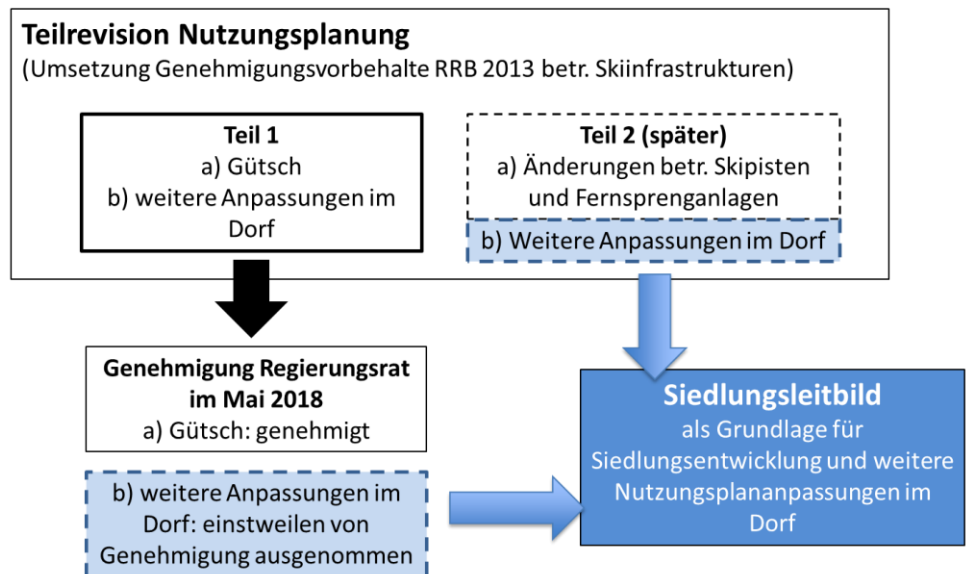 Teilrevision Nutzungsplanung
(Umsetzung Genehmigungsvorbehalte RRB 2013 betr. Skiinfrastrukturen)
Teil 1
a) Gütsch
b) weitere Anpassungen im
Dorf
Teil 2 (später)
a) Änderungen betr. Skipisten
und Fernsprenganlagen
b) Weitere Anpassungen im Dorf
Genehmigung Regierungsrat
im Mai 2018
a) Gütsch: genehmigt
b) weitere Anpassungen im
Dorf: einstweilen von
Genehmigung ausgenommen
Siedlungsleitbild
als Grundlage für
Siedlungsentwicklung und weitere
Nutzungsplananpassungen im
Dorf